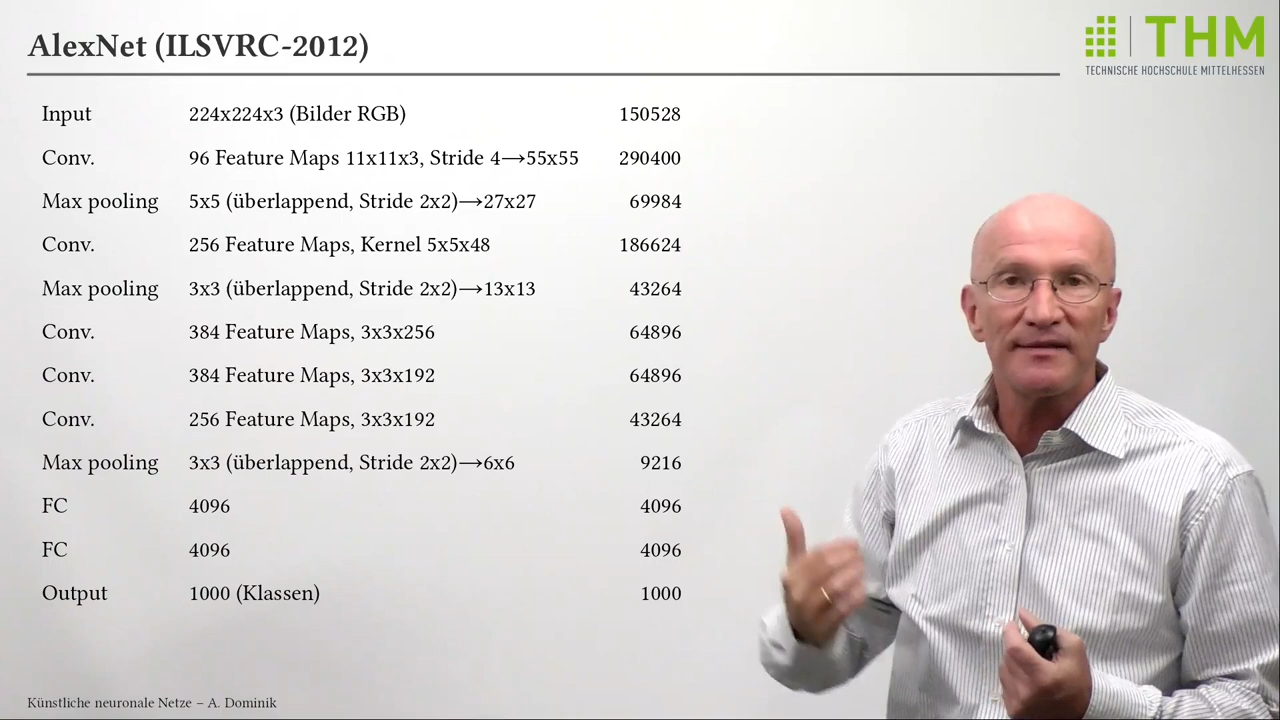 AlexNet (ILSVRC-2012)
THM
TECHNISCHE HOCHSCHULE MITTELHESSEN
Input 224x224x3 (Bilder RGB) 150528
Conv. 96 Feature Maps 11x11x3, Stride 4→55x55 290400
Max pooling 5x5 (überlappend, Stride 2x2)→27x27 69984
Conv. 256 Feature Maps, Kernel 5x5x48 186624
Max pooling 3x3 (überlappend, Stride 2x2)→13x13 43264
Conv. 384 Feature Maps, 3x3x256 64896
Conv. 384 Feature Maps, 3x3x192 64896
Conv. 256 Feature Maps, 3x3x192 43264
Max pooling 3x3 (überlappend, Stride 2x2)→6x6 9216
FC 4096 4096
FC 4096 4096
Output 1000 (Klassen) 1000
Künstliche neuronale Netze – A. Dominik